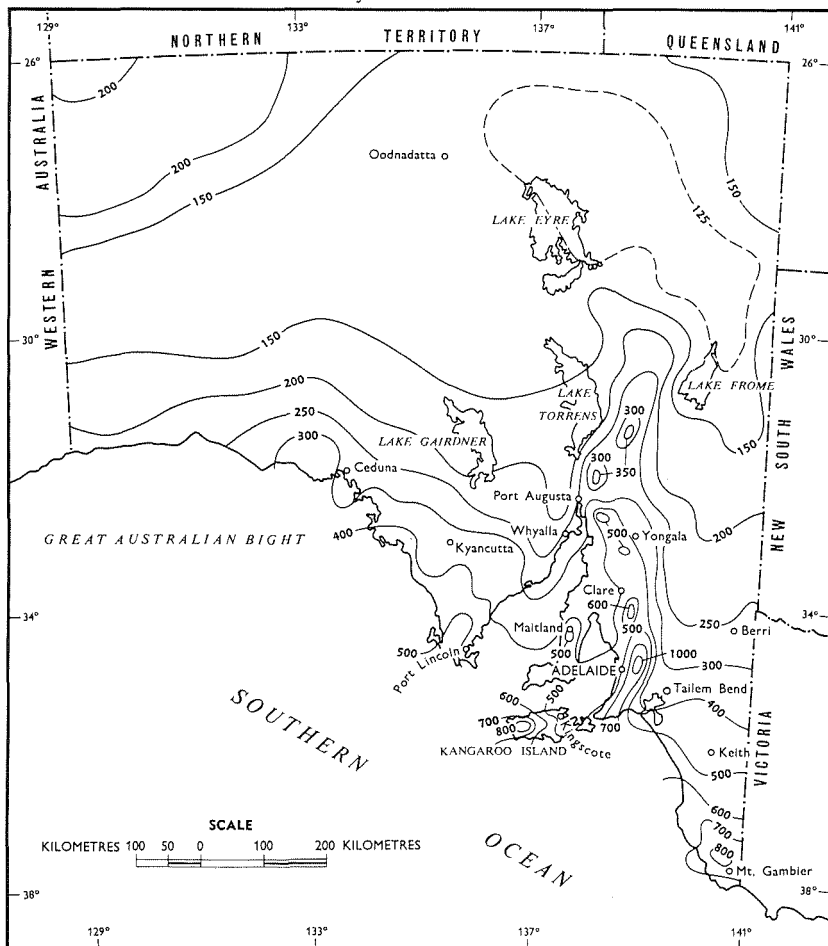 129° 133° 137° 141°
NORTHERN TERRITORY QUEENSLAND
26° 26°
200
WESTERN AUSTRALIA
Oodnadatta
200
150
150
125
LAKE EYRE
30° 30°
150
LAKE TORRENS
LAKE FROME
NEW SOUTH WALES
200
250
LAKE GAIRDNER
300
150
300
Ceduna
300
350
Port Augusta
GREAT AUSTRALIAN BIGHT
400
Kyancutta
Whyalla
500
Yongala
200
Clare
600
34° 34°
250
Berri
Maitland
500
500
500
Port Lincoln
ADELAIDE
1000
300
Tailem Bend
400
SOUTHERN
600
500
700
800
Kingscote
700
KANGAROO ISLAND
Keith
500
VICTORIA
600
700
800
Mt. Gambier
SCALE
KILOMETRES 100 50 0 100 200 KILOMETRES
OCEAN
38° 38°
129° 133° 137° 141°